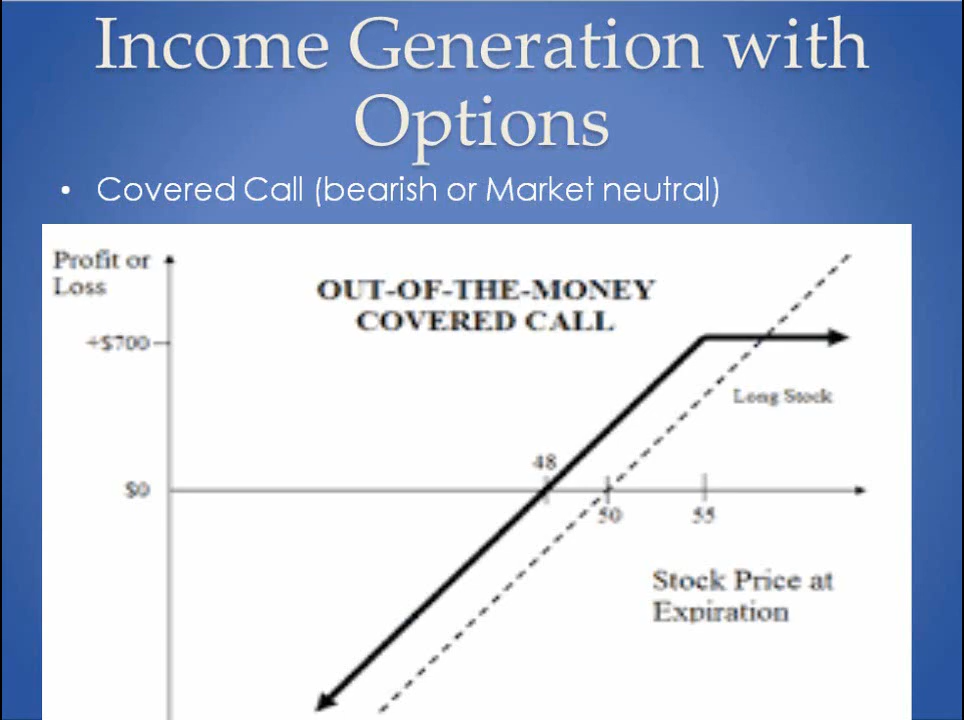 Income Generation with
Options
• Covered Call (bearish or Market neutral)
Profit or
Loss
OUT-OF-THE-MONEY
COVERED CALL
+$700
Long Stock
48
$0
50
55
Stock Price at
Expiration